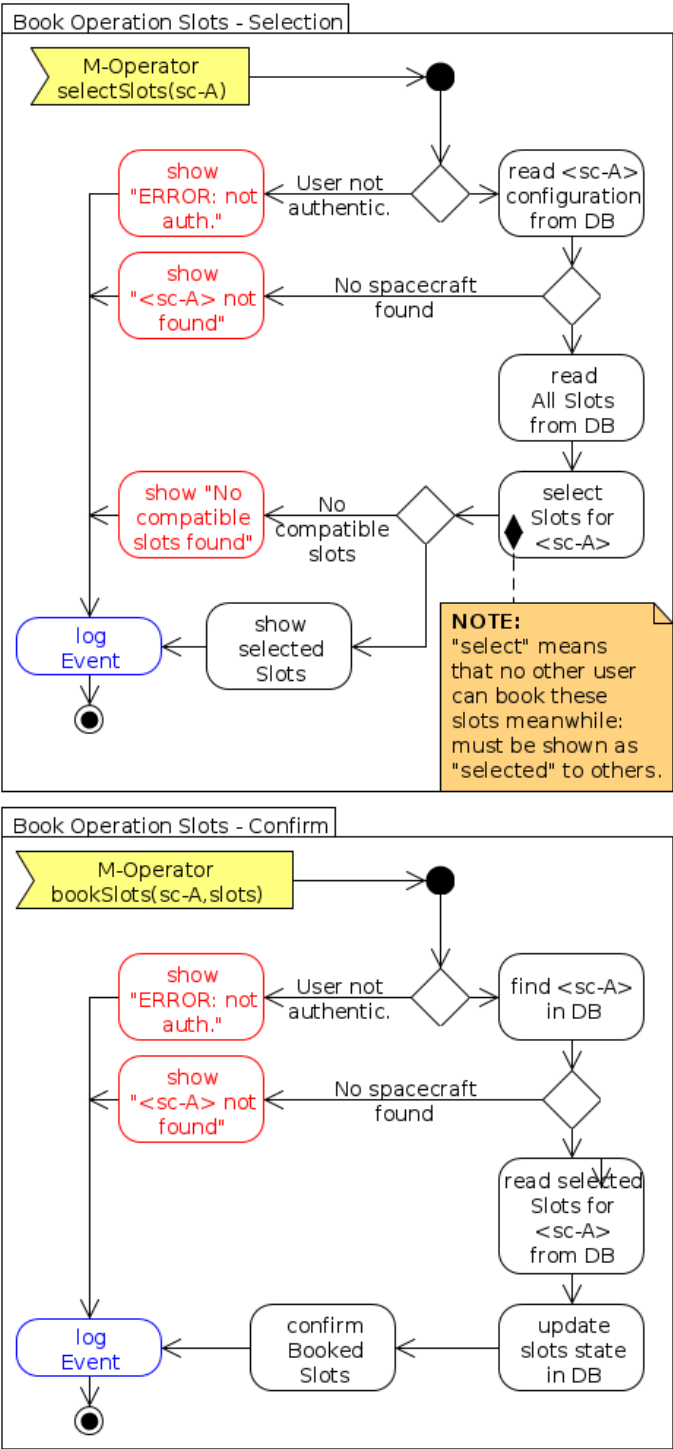 Book Operation Slots - Selection
M-Operator
selectSlots(sc-A)
show
"ERROR: not
auth."
User not
authentic.
read <sc-A>
configuration
from DB
show
"<sc-A> not
found"
No spacecraft
found
read
All Slots
from DB
show "No
compatible
slots found"
No
compatible
slots
select
Slots for
<sc-A>
log
Event
show
selected
Slots
NOTE:
"select" means
that no other user
can book these
slots meanwhile:
must be shown as
"selected" to others.
Book Operation Slots - Confirm
M-Operator
bookSlots(sc-A,slots)
show
"ERROR: not
auth."
User not
authentic.
find <sc-A>
in DB
show
"<sc-A> not
found"
No spacecraft
found
read selected
Slots for
<sc-A>
from DB
log
Event
confirm
Booked
Slots
update
slots state
in DB